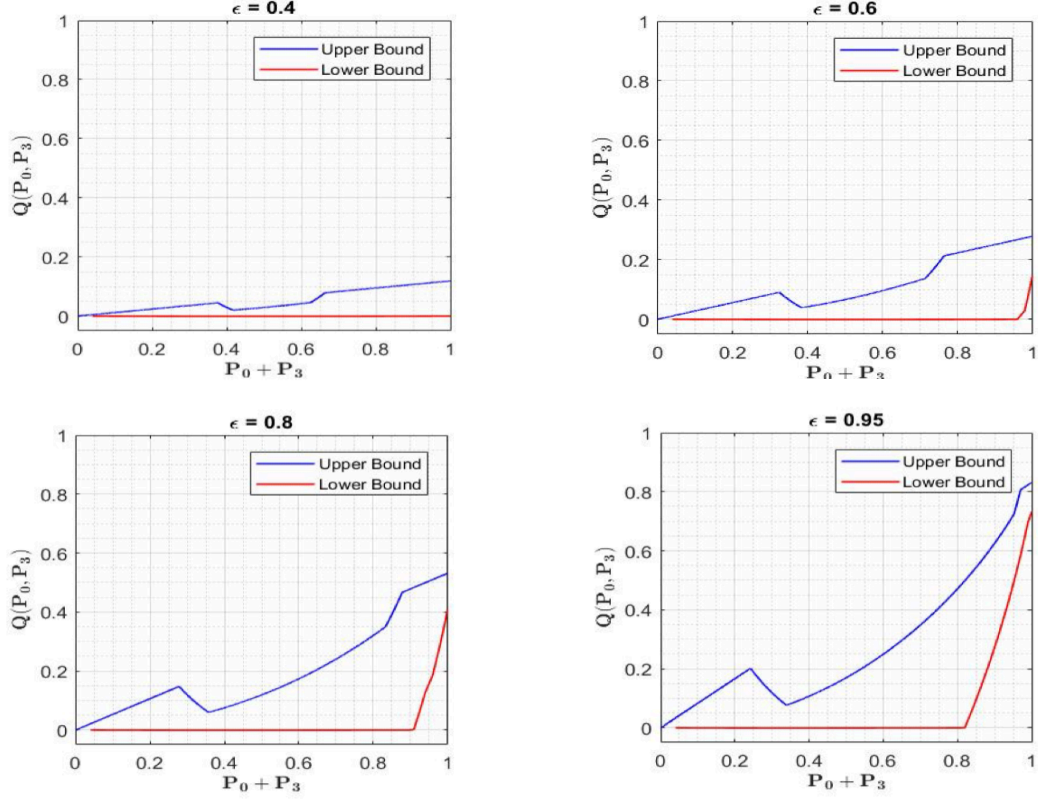 ϵ = 0.4
1
0.8
0.6
0.4
0.2
0
Q(P₀, P₃)
Upper Bound
Lower Bound
0 0.2 0.4 0.6 0.8 1
P₀ + P₃
ϵ = 0.6
1
0.8
0.6
0.4
0.2
0
Q(P₀, P₃)
Upper Bound
Lower Bound
0 0.2 0.4 0.6 0.8 1
P₀ + P₃
ϵ = 0.8
1
0.8
0.6
0.4
0.2
0
Q(P₀, P₃)
Upper Bound
Lower Bound
0 0.2 0.4 0.6 0.8 1
P₀ + P₃
ϵ = 0.95
1
0.8
0.6
0.4
0.2
0
Q(P₀, P₃)
Upper Bound
Lower Bound
0 0.2 0.4 0.6 0.8 1
P₀ + P₃